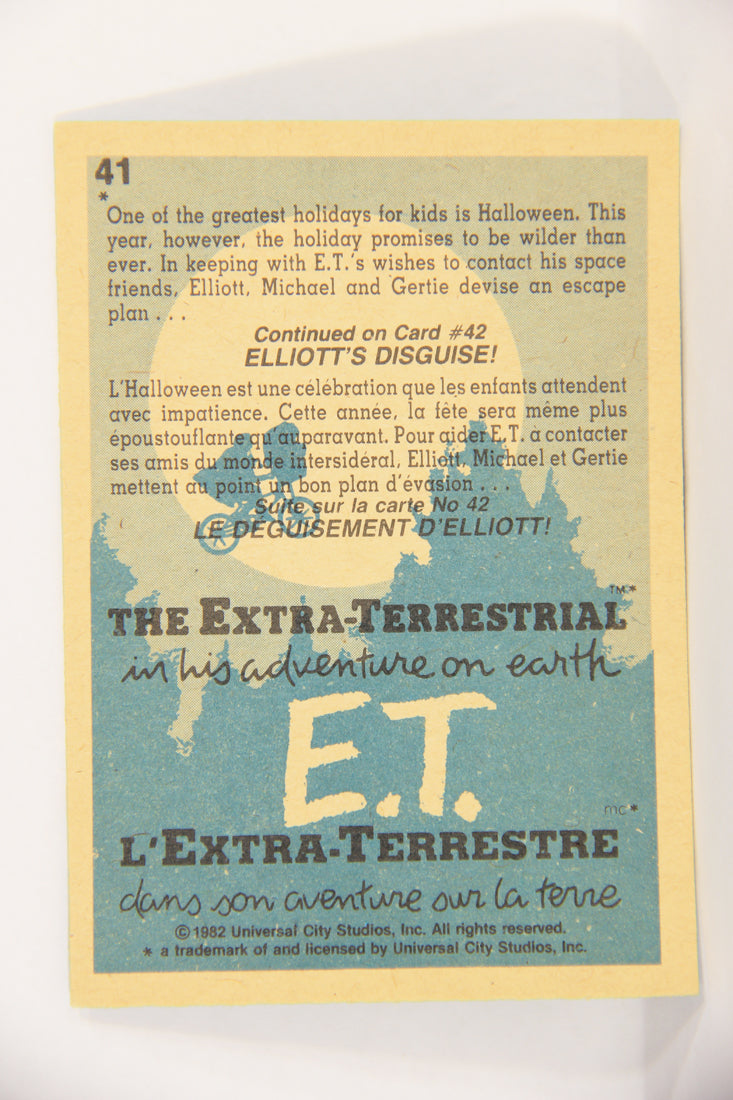 41
*
One of the greatest holidays for kids is Halloween. This
year, however, the holiday promises to be wilder than
ever. In keeping with E.T.'s wishes to contact his space
friends, Elliott, Michael and Gertie devise an escape
plan . . .
Continued on Card #42
ELLIOTT'S DISGUISE!
L'Halloween est une célébration que les enfants attendent
avec impatience. Cette année, la fête sera même plus
époustouflante qu'auparavant. Pour aider E.T. a contacter
ses amis du monde intersidéral, Elliott, Michael et Gertie
mettent au point un bon plan d'évasion . . .
Suite sur la carte No 42
LE DÉGUISEMENT D'ELLIOTT!
THE EXTRA-TERRESTRIAL TM*
in his adventure on earth
E.T.
mc*
L'EXTRA-TERRESTRE
dans son aventure sur la terre
©1982 Universal City Studios, Inc. All rights reserved.
* a trademark of and licensed by Universal City Studios, Inc.